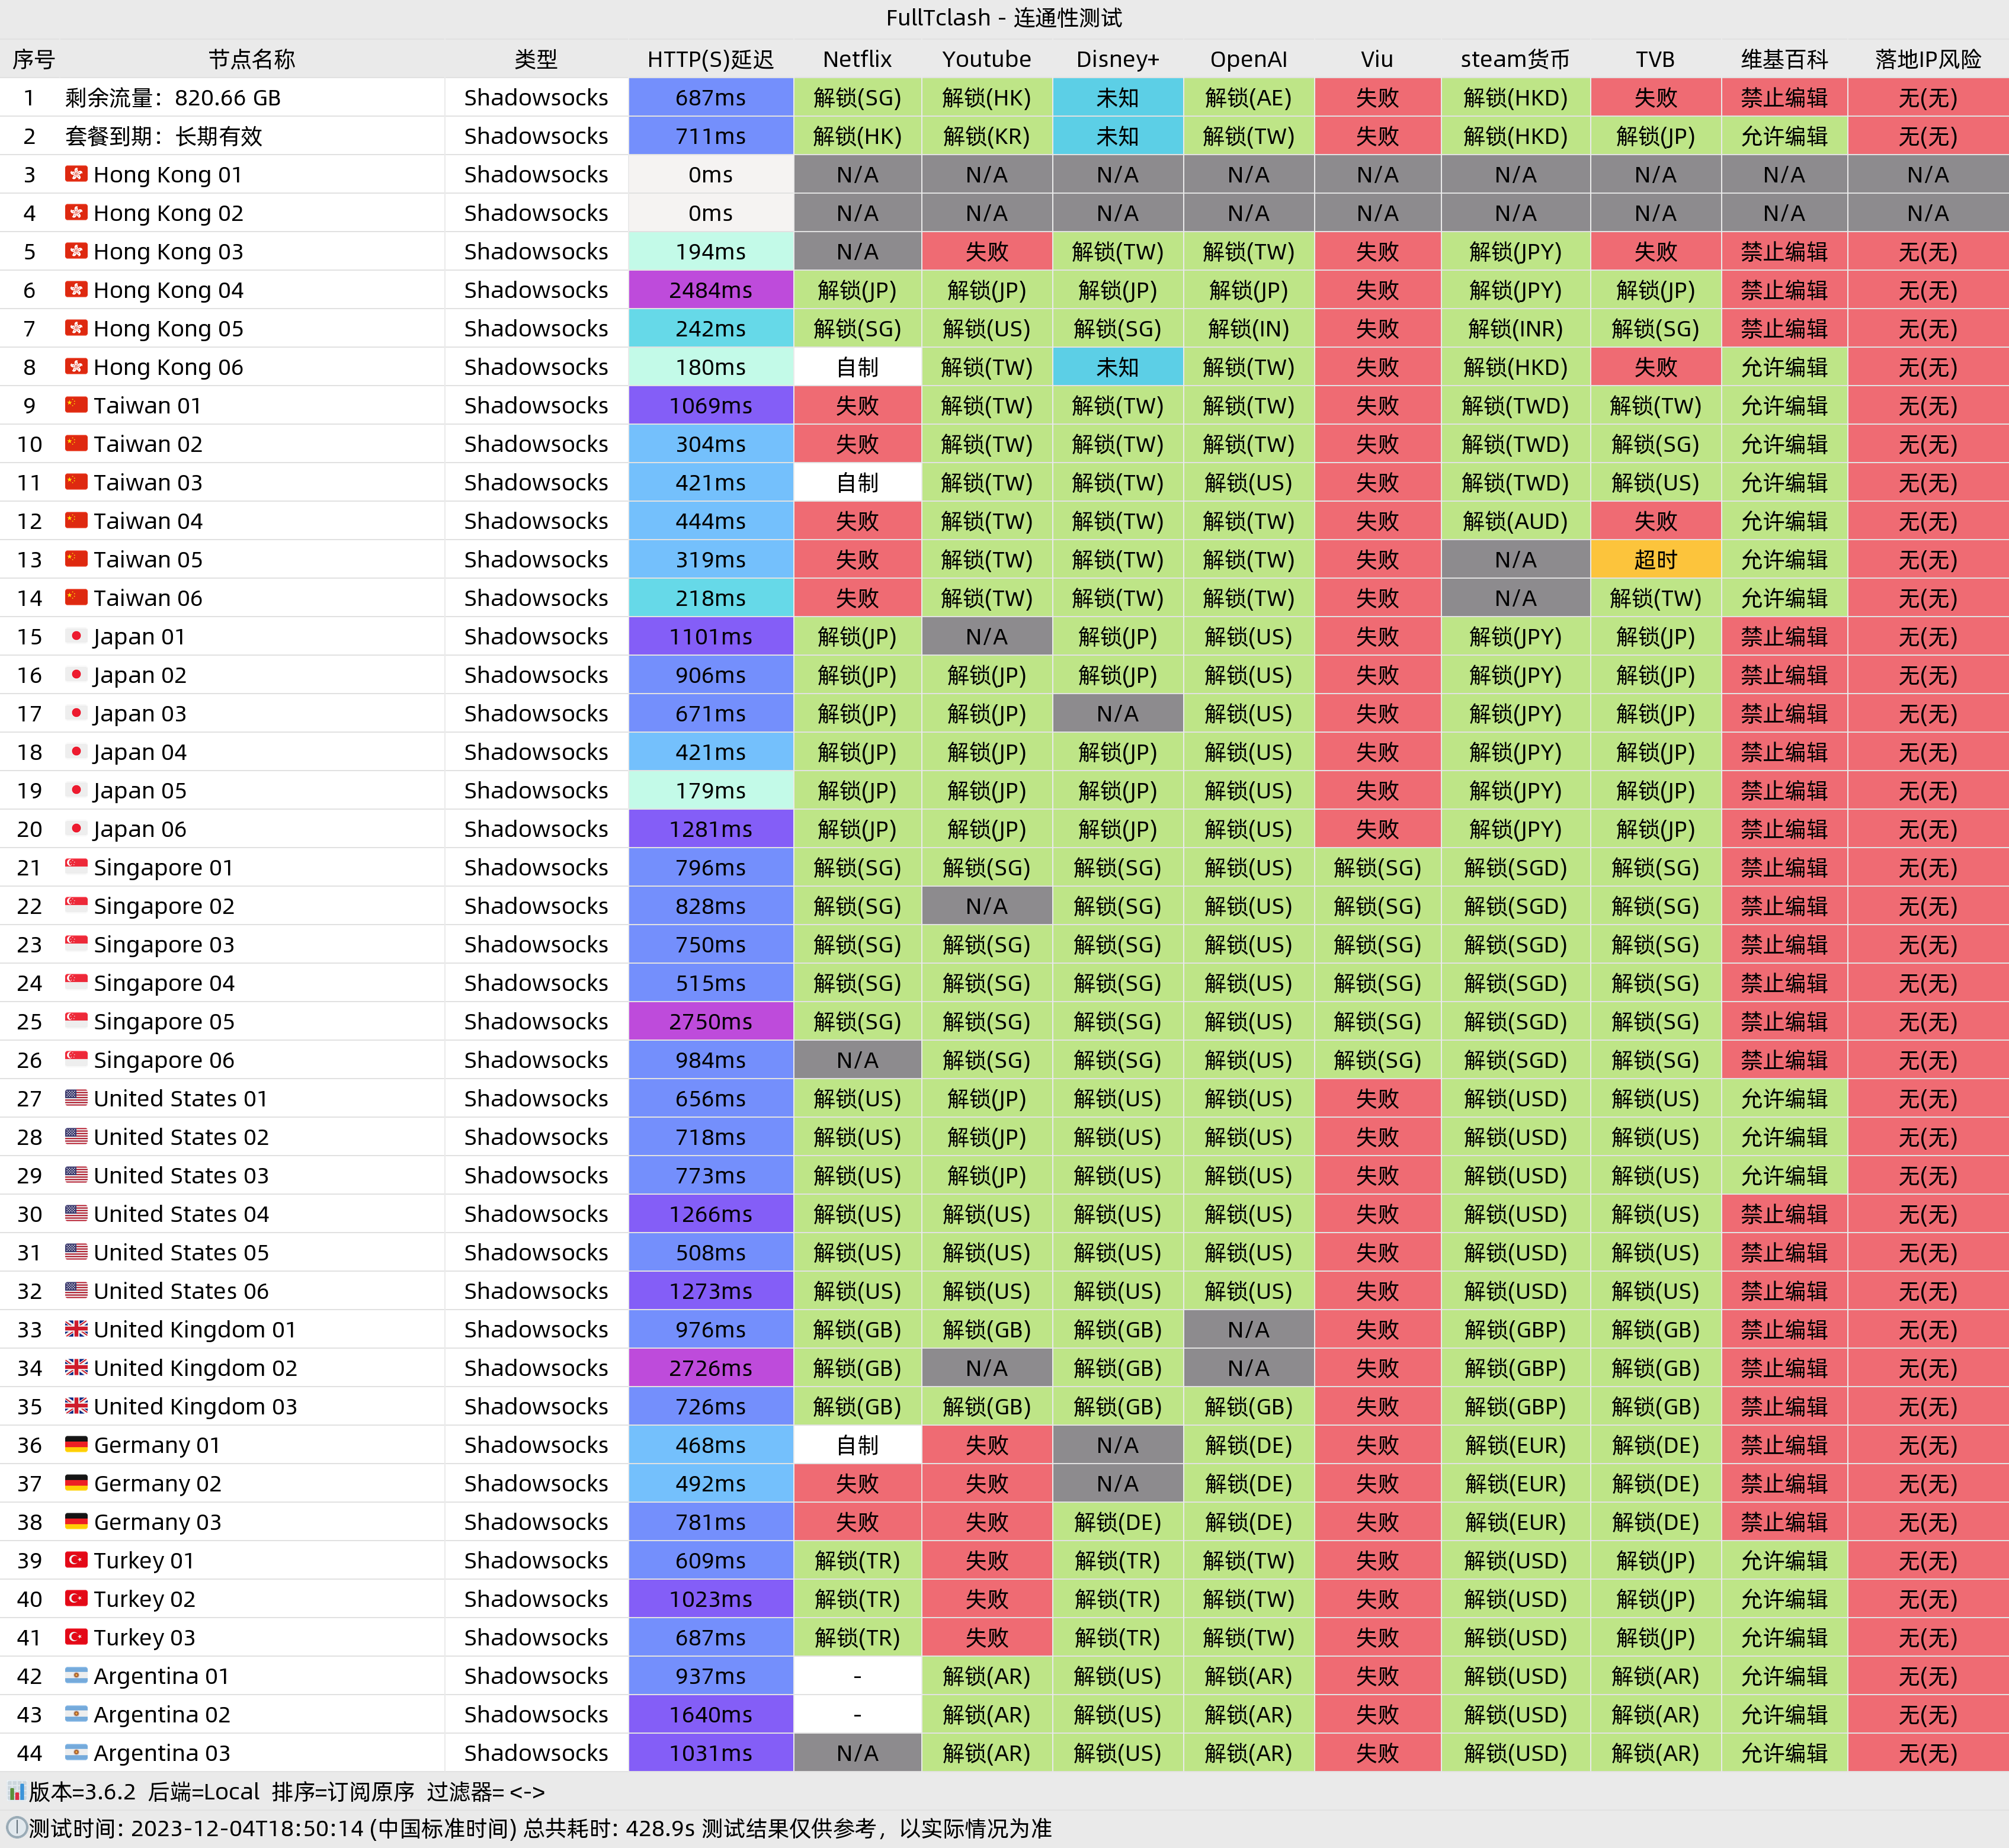 FullTclash - 连通性测试
序号 节点名称 类型 HTTP(S)延迟 Netflix Youtube Disney+ OpenAI Viu steam货币 TVB 维基百科 落地IP风险
1 剩余流量：820.66 GB Shadowsocks 687ms 解锁(SG) 解锁(HK) 未知 解锁(AE) 失败 解锁(HKD) 失败 禁止编辑 无(无)
2 套餐到期：长期有效 Shadowsocks 711ms 解锁(HK) 解锁(KR) 未知 解锁(TW) 失败 解锁(HKD) 解锁(JP) 允许编辑 无(无)
3 Hong Kong 01 Shadowsocks 0ms N/A N/A N/A N/A N/A N/A N/A N/A N/A
4 Hong Kong 02 Shadowsocks 0ms N/A N/A N/A N/A N/A N/A N/A N/A N/A
5 Hong Kong 03 Shadowsocks 194ms N/A 失败 解锁(TW) 解锁(TW) 失败 解锁(JPY) 失败 禁止编辑 无(无)
6 Hong Kong 04 Shadowsocks 2484ms 解锁(JP) 解锁(JP) 解锁(JP) 解锁(JP) 失败 解锁(JPY) 解锁(JP) 禁止编辑 无(无)
7 Hong Kong 05 Shadowsocks 242ms 解锁(SG) 解锁(US) 解锁(SG) 解锁(IN) 失败 解锁(INR) 解锁(SG) 禁止编辑 无(无)
8 Hong Kong 06 Shadowsocks 180ms 自制 解锁(TW) 未知 解锁(TW) 失败 解锁(HKD) 失败 允许编辑 无(无)
9 Taiwan 01 Shadowsocks 1069ms 失败 解锁(TW) 解锁(TW) 解锁(TW) 失败 解锁(TWD) 解锁(TW) 允许编辑 无(无)
10 Taiwan 02 Shadowsocks 304ms 失败 解锁(TW) 解锁(TW) 解锁(TW) 失败 解锁(TWD) 解锁(SG) 允许编辑 无(无)
11 Taiwan 03 Shadowsocks 421ms 自制 解锁(TW) 解锁(TW) 解锁(US) 失败 解锁(TWD) 解锁(US) 允许编辑 无(无)
12 Taiwan 04 Shadowsocks 444ms 失败 解锁(TW) 解锁(TW) 解锁(TW) 失败 解锁(AUD) 失败 允许编辑 无(无)
13 Taiwan 05 Shadowsocks 319ms 失败 解锁(TW) 解锁(TW) 解锁(TW) 失败 N/A 超时 允许编辑 无(无)
14 Taiwan 06 Shadowsocks 218ms 失败 解锁(TW) 解锁(TW) 解锁(TW) 失败 N/A 解锁(TW) 允许编辑 无(无)
15 Japan 01 Shadowsocks 1101ms 解锁(JP) N/A 解锁(JP) 解锁(US) 失败 解锁(JPY) 解锁(JP) 禁止编辑 无(无)
16 Japan 02 Shadowsocks 906ms 解锁(JP) 解锁(JP) 解锁(JP) 解锁(US) 失败 解锁(JPY) 解锁(JP) 禁止编辑 无(无)
17 Japan 03 Shadowsocks 671ms 解锁(JP) 解锁(JP) N/A 解锁(US) 失败 解锁(JPY) 解锁(JP) 禁止编辑 无(无)
18 Japan 04 Shadowsocks 421ms 解锁(JP) 解锁(JP) 解锁(JP) 解锁(US) 失败 解锁(JPY) 解锁(JP) 禁止编辑 无(无)
19 Japan 05 Shadowsocks 179ms 解锁(JP) 解锁(JP) 解锁(JP) 解锁(US) 失败 解锁(JPY) 解锁(JP) 禁止编辑 无(无)
20 Japan 06 Shadowsocks 1281ms 解锁(JP) 解锁(JP) 解锁(JP) 解锁(US) 失败 解锁(JPY) 解锁(JP) 禁止编辑 无(无)
21 Singapore 01 Shadowsocks 796ms 解锁(SG) 解锁(SG) 解锁(SG) 解锁(US) 解锁(SG) 解锁(SGD) 解锁(SG) 禁止编辑 无(无)
22 Singapore 02 Shadowsocks 828ms 解锁(SG) N/A 解锁(SG) 解锁(US) 解锁(SG) 解锁(SGD) 解锁(SG) 禁止编辑 无(无)
23 Singapore 03 Shadowsocks 750ms 解锁(SG) 解锁(SG) 解锁(SG) 解锁(US) 解锁(SG) 解锁(SGD) 解锁(SG) 禁止编辑 无(无)
24 Singapore 04 Shadowsocks 515ms 解锁(SG) 解锁(SG) 解锁(SG) 解锁(US) 解锁(SG) 解锁(SGD) 解锁(SG) 禁止编辑 无(无)
25 Singapore 05 Shadowsocks 2750ms 解锁(SG) 解锁(SG) 解锁(SG) 解锁(US) 解锁(SG) 解锁(SGD) 解锁(SG) 禁止编辑 无(无)
26 Singapore 06 Shadowsocks 984ms N/A 解锁(SG) 解锁(SG) 解锁(US) 解锁(SG) 解锁(SGD) 解锁(SG) 禁止编辑 无(无)
27 United States 01 Shadowsocks 656ms 解锁(US) 解锁(JP) 解锁(US) 解锁(US) 失败 解锁(USD) 解锁(US) 允许编辑 无(无)
28 United States 02 Shadowsocks 718ms 解锁(US) 解锁(JP) 解锁(US) 解锁(US) 失败 解锁(USD) 解锁(US) 允许编辑 无(无)
29 United States 03 Shadowsocks 773ms 解锁(US) 解锁(JP) 解锁(US) 解锁(US) 失败 解锁(USD) 解锁(US) 允许编辑 无(无)
30 United States 04 Shadowsocks 1266ms 解锁(US) 解锁(US) 解锁(US) 解锁(US) 失败 解锁(USD) 解锁(US) 禁止编辑 无(无)
31 United States 05 Shadowsocks 508ms 解锁(US) 解锁(US) 解锁(US) 解锁(US) 失败 解锁(USD) 解锁(US) 禁止编辑 无(无)
32 United States 06 Shadowsocks 1273ms 解锁(US) 解锁(US) 解锁(US) 解锁(US) 失败 解锁(USD) 解锁(US) 禁止编辑 无(无)
33 United Kingdom 01 Shadowsocks 976ms 解锁(GB) 解锁(GB) 解锁(GB) N/A 失败 解锁(GBP) 解锁(GB) 禁止编辑 无(无)
34 United Kingdom 02 Shadowsocks 2726ms 解锁(GB) N/A 解锁(GB) N/A 失败 解锁(GBP) 解锁(GB) 禁止编辑 无(无)
35 United Kingdom 03 Shadowsocks 726ms 解锁(GB) 解锁(GB) 解锁(GB) 解锁(GB) 失败 解锁(GBP) 解锁(GB) 禁止编辑 无(无)
36 Germany 01 Shadowsocks 468ms 自制 失败 N/A 解锁(DE) 失败 解锁(EUR) 解锁(DE) 禁止编辑 无(无)
37 Germany 02 Shadowsocks 492ms 失败 失败 N/A 解锁(DE) 失败 解锁(EUR) 解锁(DE) 禁止编辑 无(无)
38 Germany 03 Shadowsocks 781ms 失败 失败 解锁(DE) 解锁(DE) 失败 解锁(EUR) 解锁(DE) 禁止编辑 无(无)
39 Turkey 01 Shadowsocks 609ms 解锁(TR) 失败 解锁(TR) 解锁(TW) 失败 解锁(USD) 解锁(JP) 允许编辑 无(无)
40 Turkey 02 Shadowsocks 1023ms 解锁(TR) 失败 解锁(TR) 解锁(TW) 失败 解锁(USD) 解锁(JP) 允许编辑 无(无)
41 Turkey 03 Shadowsocks 687ms 解锁(TR) 失败 解锁(TR) 解锁(TW) 失败 解锁(USD) 解锁(JP) 允许编辑 无(无)
42 Argentina 01 Shadowsocks 937ms - 解锁(AR) 解锁(US) 解锁(AR) 失败 解锁(USD) 解锁(AR) 允许编辑 无(无)
43 Argentina 02 Shadowsocks 1640ms - 解锁(AR) 解锁(US) 解锁(AR) 失败 解锁(USD) 解锁(AR) 允许编辑 无(无)
44 Argentina 03 Shadowsocks 1031ms N/A 解锁(AR) 解锁(US) 解锁(AR) 失败 解锁(USD) 解锁(AR) 允许编辑 无(无)
版本=3.6.2 后端=Local 排序=订阅原序 过滤器= <->
测试时间: 2023-12-04T18:50:14 (中国标准时间) 总共耗时: 428.9s 测试结果仅供参考，以实际情况为准